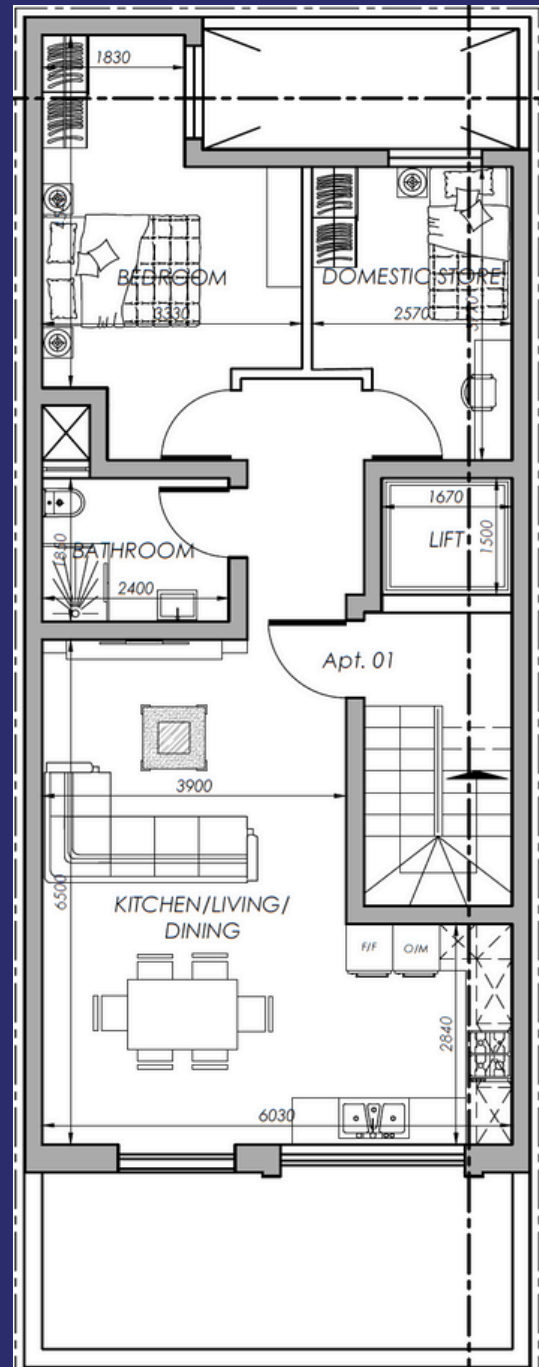 1830
BEDROOM
3330
DOMESTIC STORE
2570
1670
LIFT
1500
1850
BATHROOM
2400
Apt. 01
3900
6500
KITCHEN/LIVING/
DINING
F/F
O/M
2840
6030